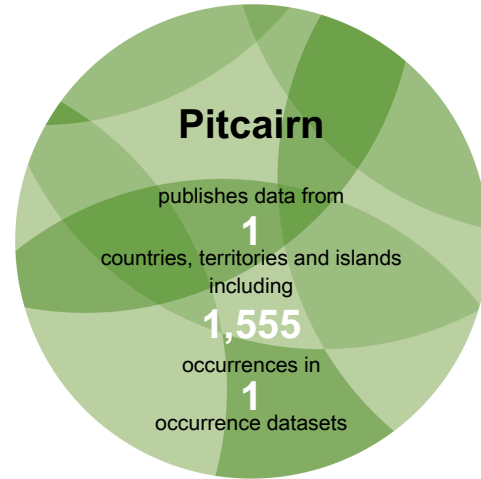 Pitcairn
publishes data from
1
countries, territories and islands
including
1,555
occurrences in
1
occurrence datasets